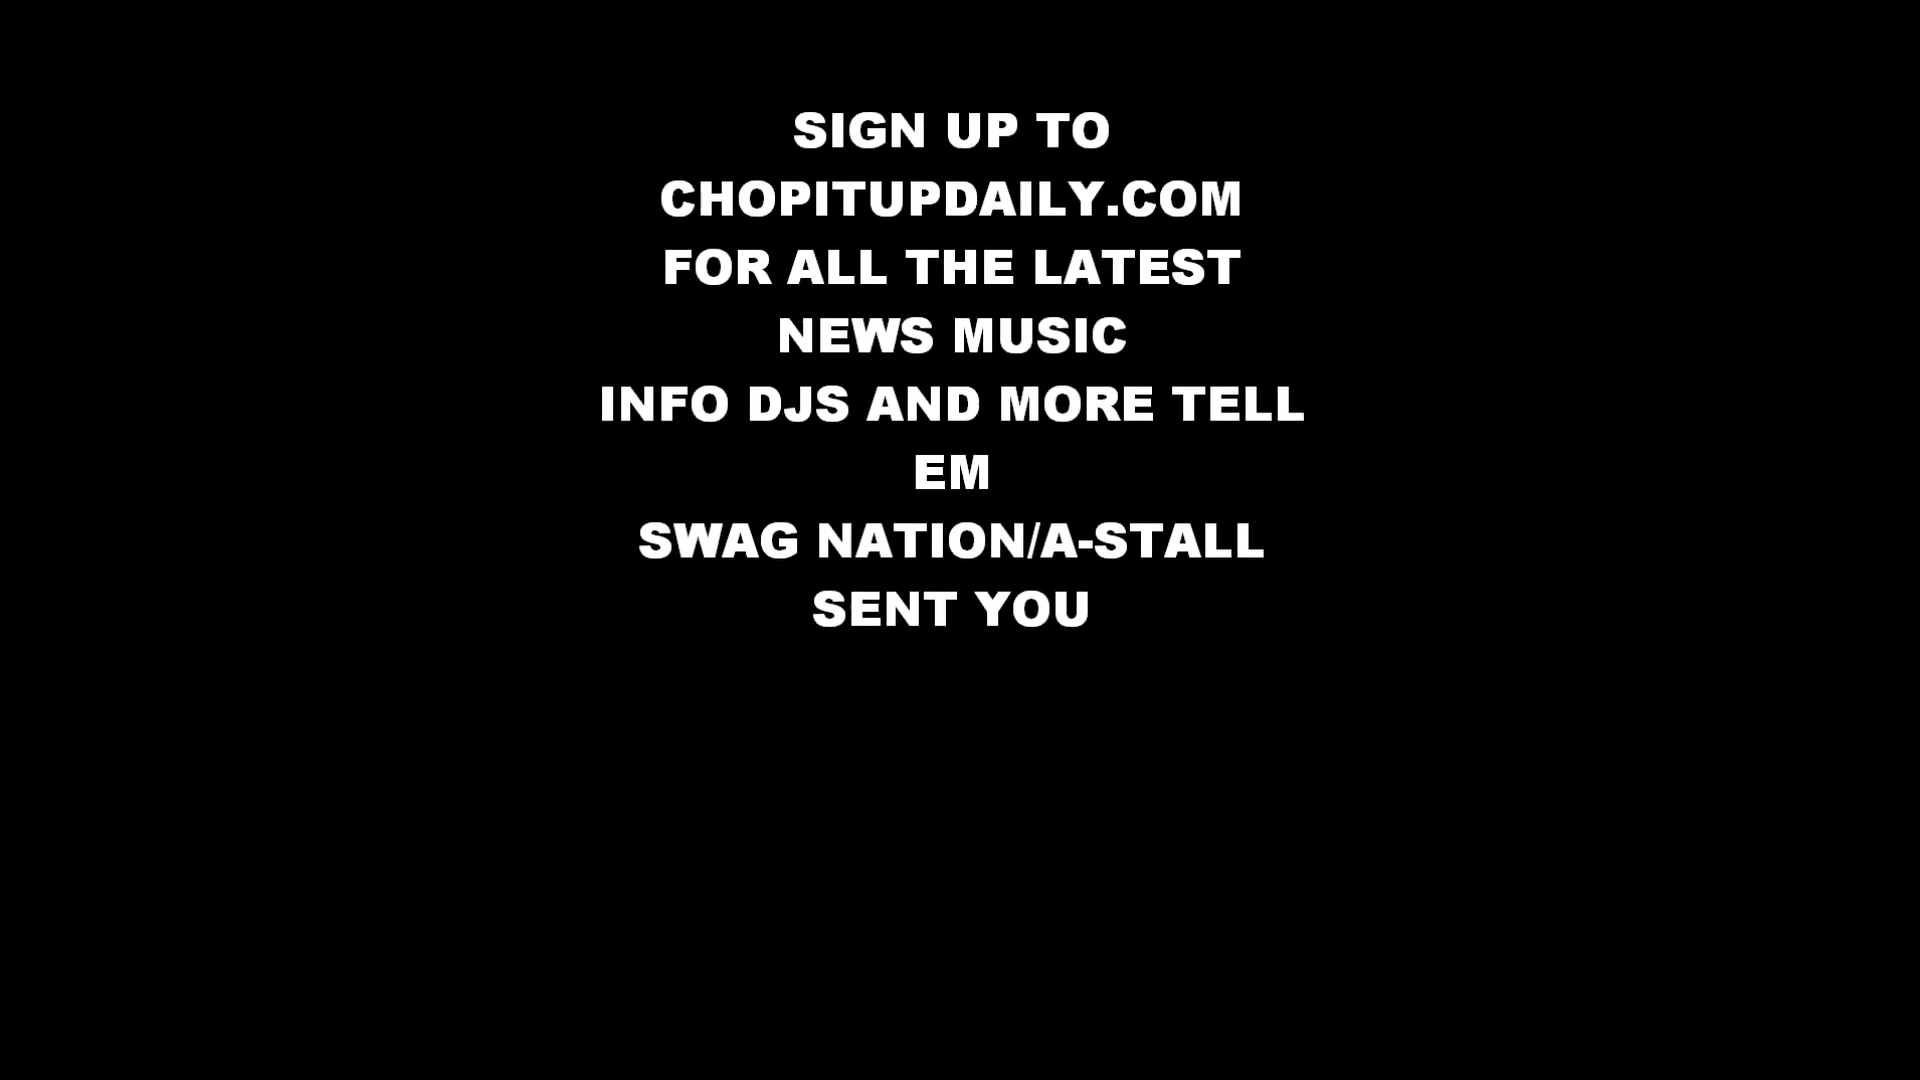 SIGN UP TO
CHOPITUPDAILY.COM
FOR ALL THE LATEST
NEWS MUSIC
INFO DJS AND MORE TELL
EM
SWAG NATION/A-STALL
SENT YOU